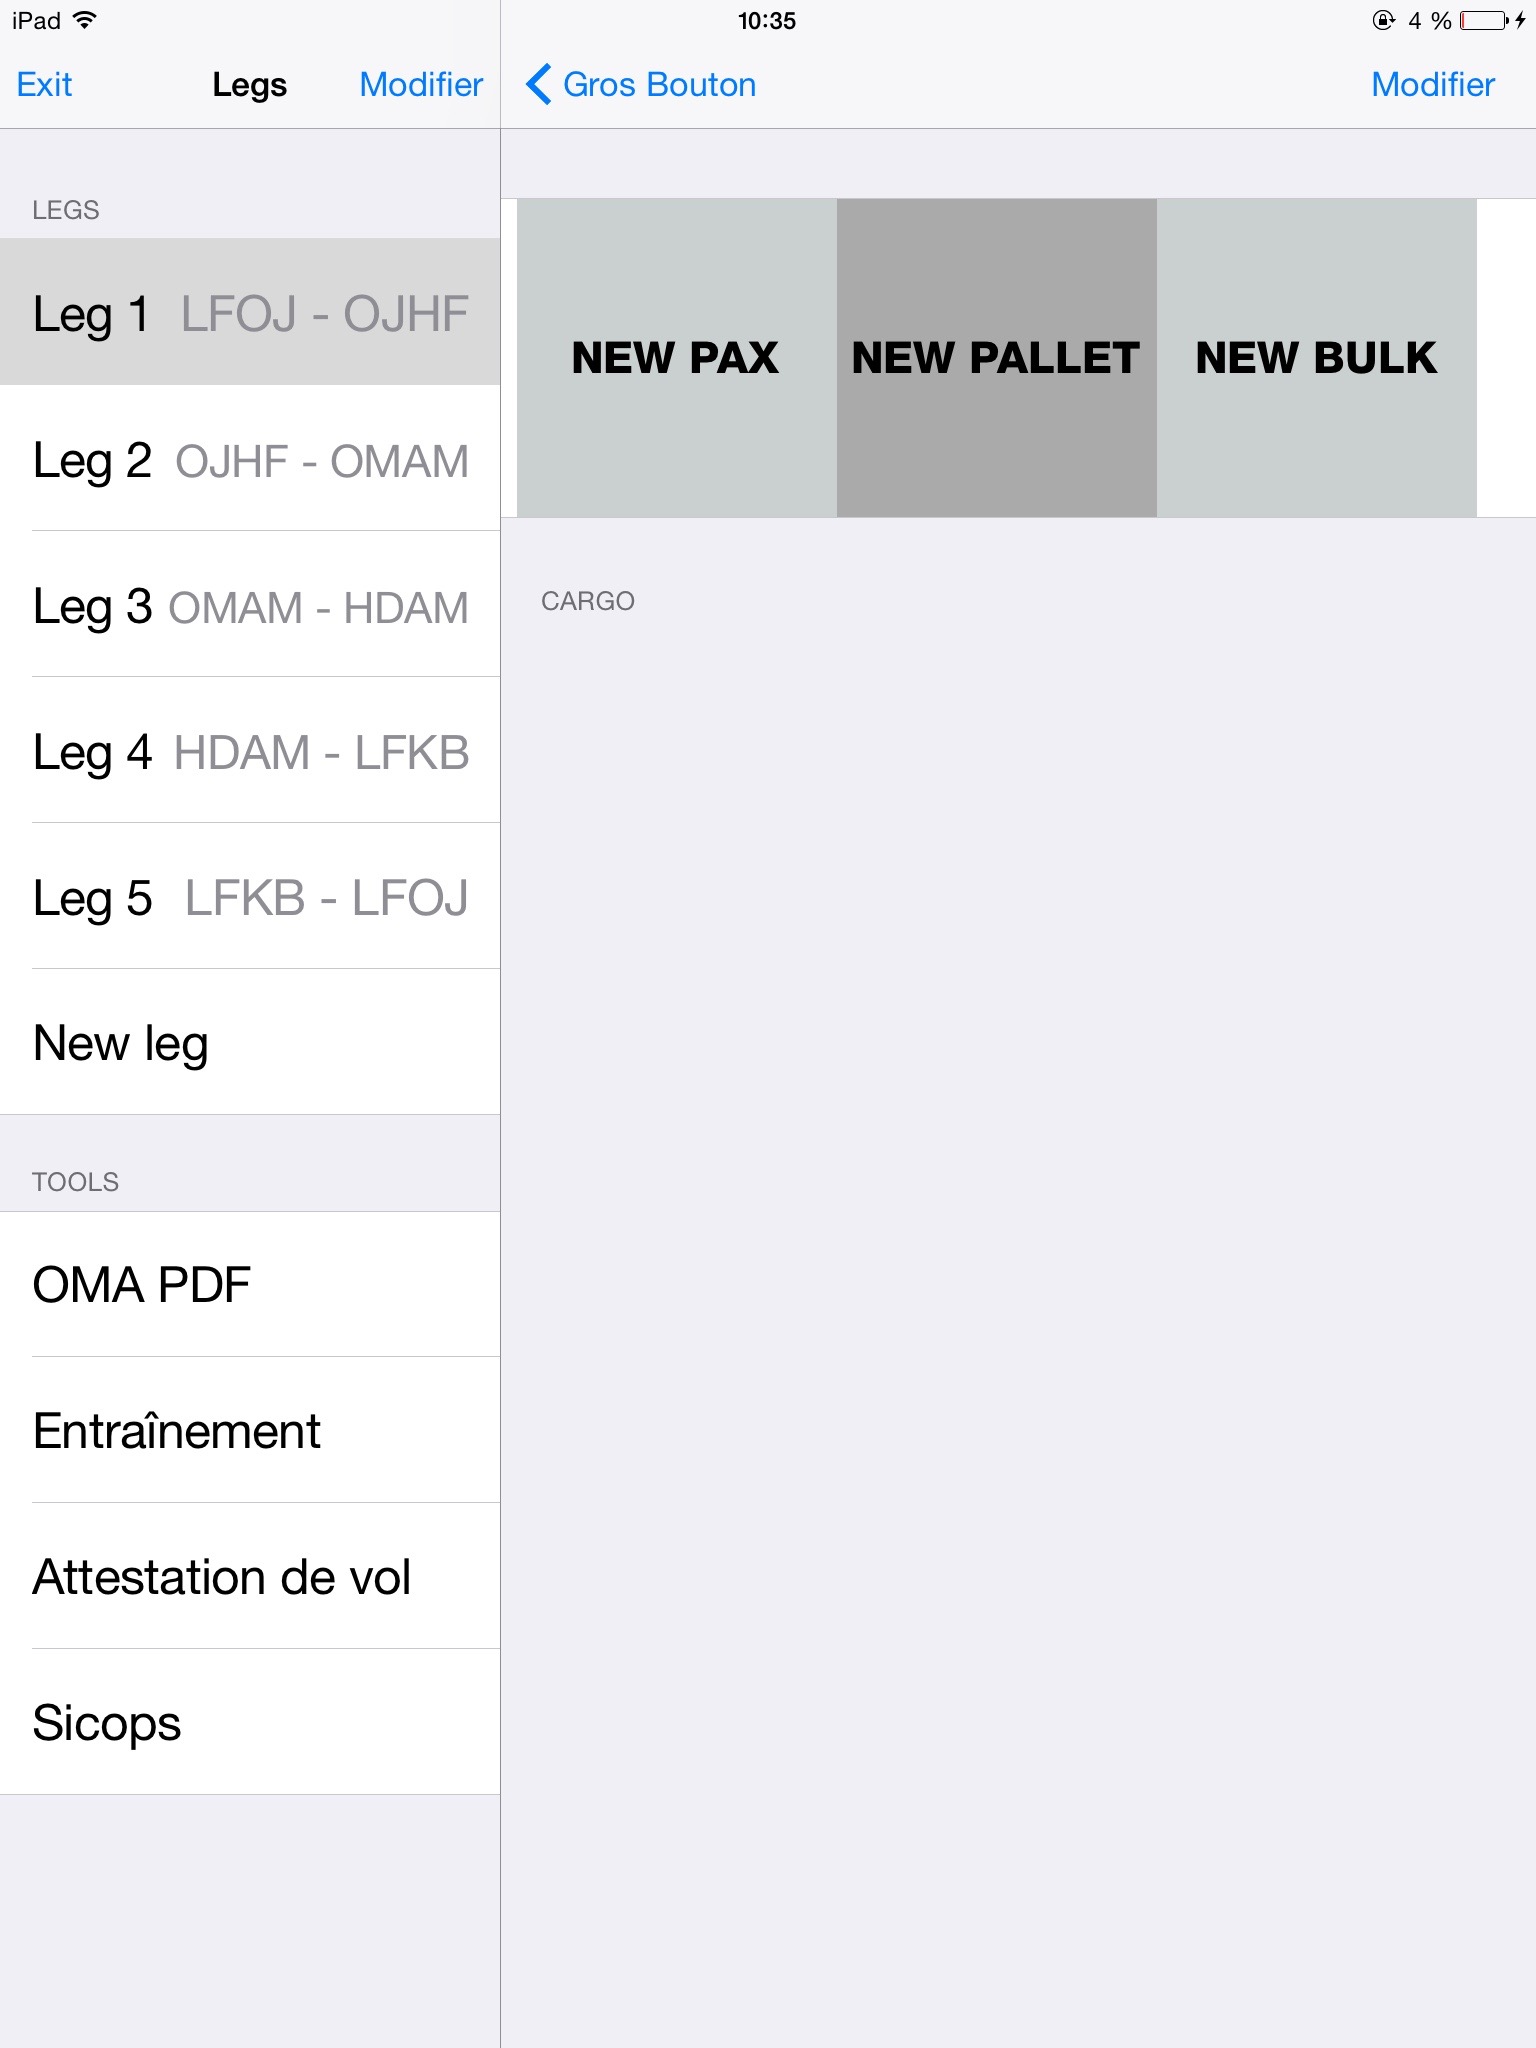 iPad 10:35 4 %
Exit Legs Modifier
Gros Bouton Modifier
LEGS
Leg 1 LFOJ - OJHF
Leg 2 OJHF - OMAM
Leg 3 OMAM - HDAM
Leg 4 HDAM - LFKB
Leg 5 LFKB - LFOJ
New leg
TOOLS
OMA PDF
Entraînement
Attestation de vol
Sicops
NEW PAX NEW PALLET NEW BULK
CARGO